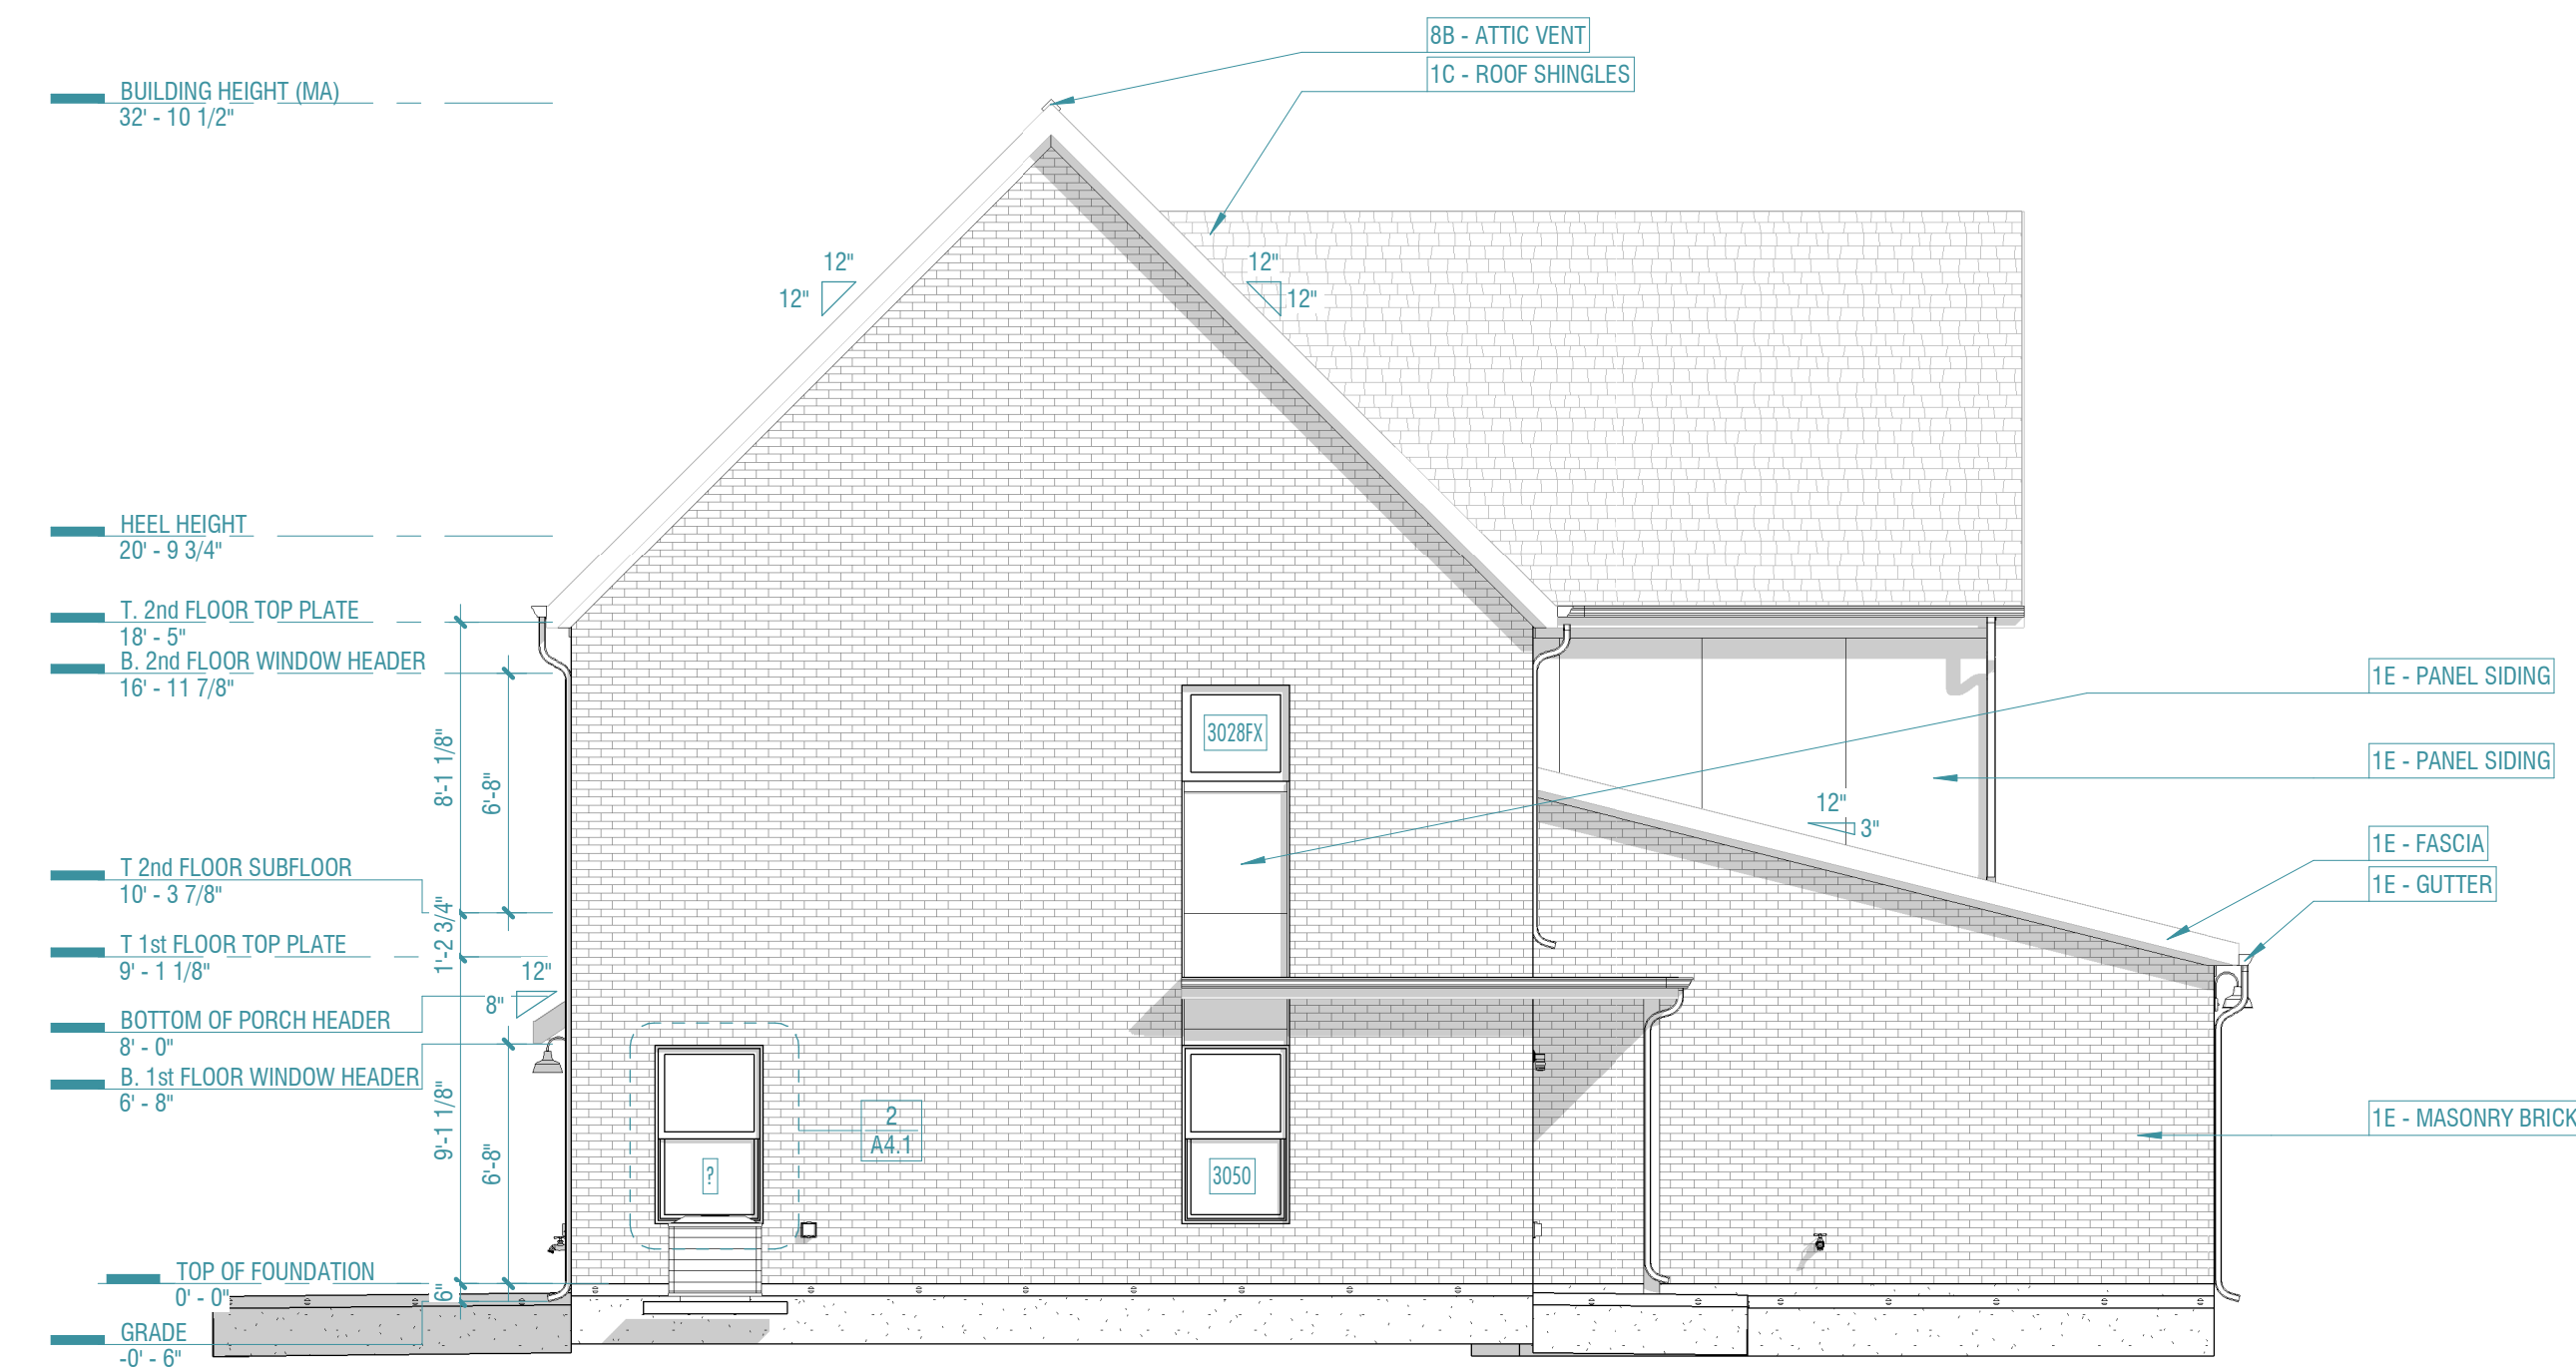 8B - ATTIC VENT
1C - ROOF SHINGLES
BUILDING HEIGHT (MA)
32' - 10 1/2"
12"
12"
12"
12"
HEEL HEIGHT
20' - 9 3/4"
T. 2nd FLOOR TOP PLATE
18' - 5"
B. 2nd FLOOR WINDOW HEADER
16' - 11 7/8"
8'-1 1/8"
6'-8"
3028FX
1E - PANEL SIDING
1E - PANEL SIDING
12"
3"
1E - FASCIA
1E - GUTTER
T 2nd FLOOR SUBFLOOR
10' - 3 7/8"
1'-2 3/4"
T 1st FLOOR TOP PLATE
9' - 1 1/8"
12"
8"
BOTTOM OF PORCH HEADER
8' - 0"
B. 1st FLOOR WINDOW HEADER
6' - 8"
9'-1 1/8"
6'-8"
2
A4.1
?
3050
1E - MASONRY BRICK
TOP OF FOUNDATION
0' - 0"
6"
GRADE
-0' - 6"